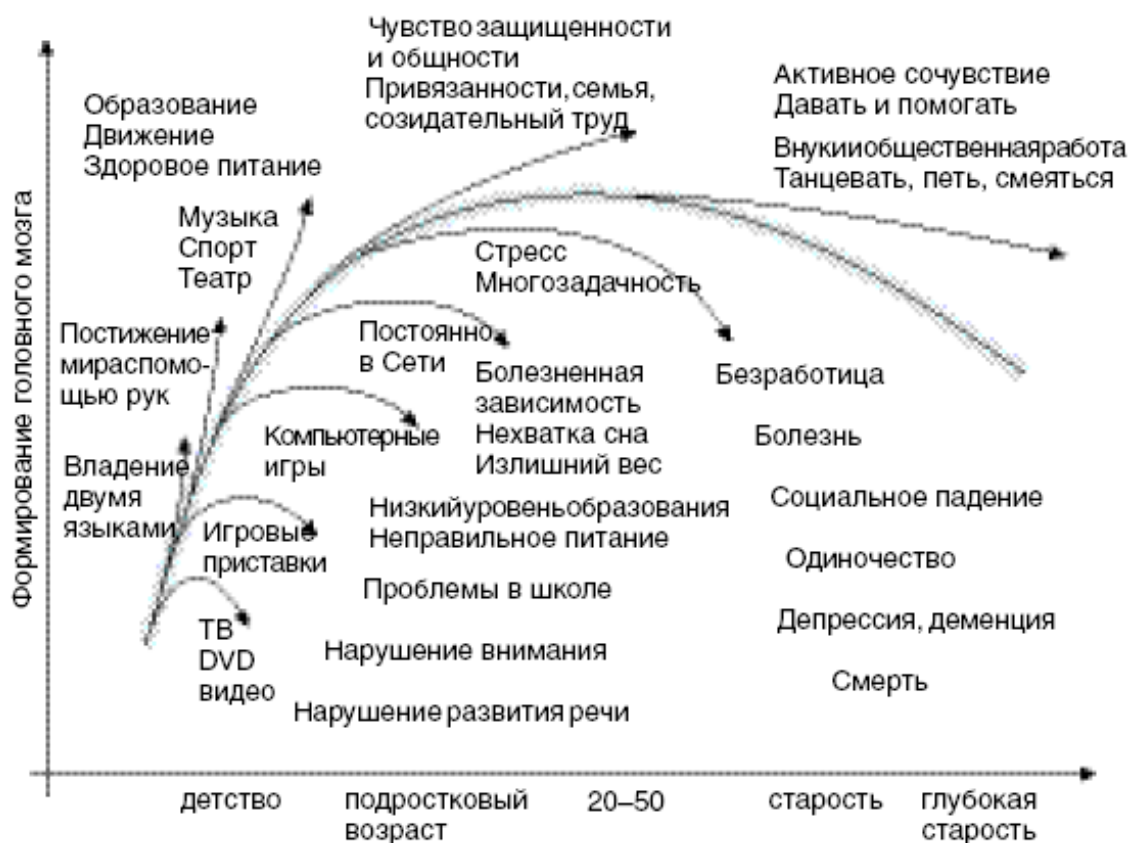 Чувство защищенности
и общности
Привязанности, семья,
созидательный труд
Активное сочувствие
Давать и помогать
Внукииобщественнаяработа
Танцевать, петь, смеяться
Образование
Движение
Здоровое питание
Музыка
Спорт
Театр
Стресс
Многозадачность
Постижение
мираспомо-
щью рук
Постоянно
в Сети
Болезненная
зависимость
Нехватка сна
Излишний вес
Безработица
Компьютерные
игры
Болезнь
Владение
двумя
языками
Низкийуровеньобразования
Неправильное питание
Социальное падение
Игровые
приставки
Одиночество
Проблемы в школе
ТВ
DVD
видео
Депрессия, деменция
Нарушение внимания
Смерть
Нарушение развития речи
Формирование головного мозга
детство
подростковый
возраст
20–50
старость
глубокая
старость